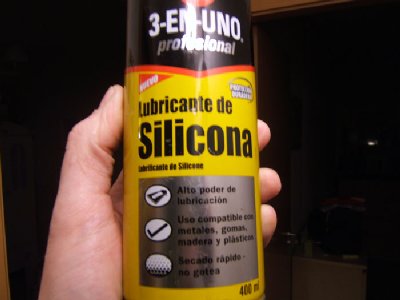 3-EN-UNO
profesional
NUEVO
Lubricante de
Silicona
Lubrificante de Silicone
Alto poder de
lubricación
Uso compatible con
metales, gomas,
madera y plásticos
Secado rápido -
no gotea
400 ml